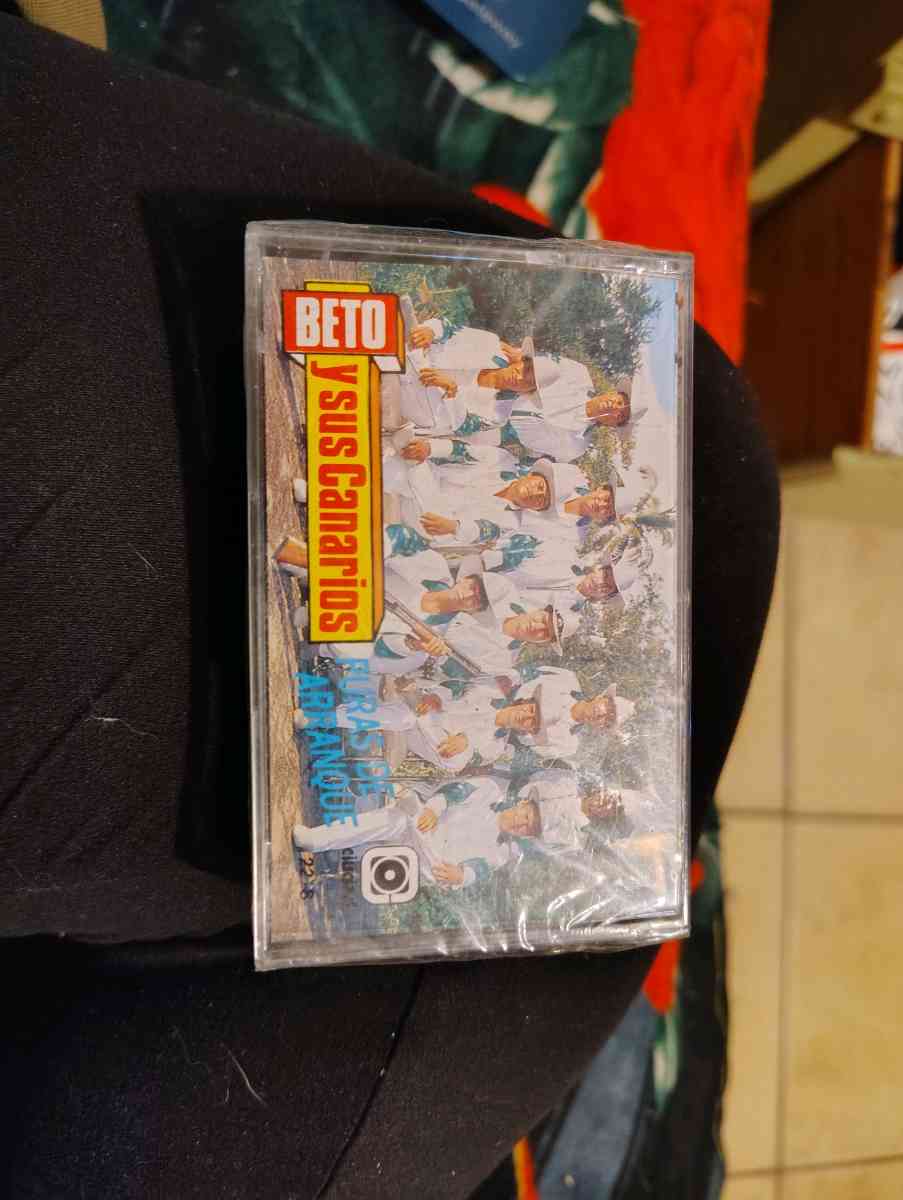 BETO
y sus Canarios
PURAS DE
ARRANQUE